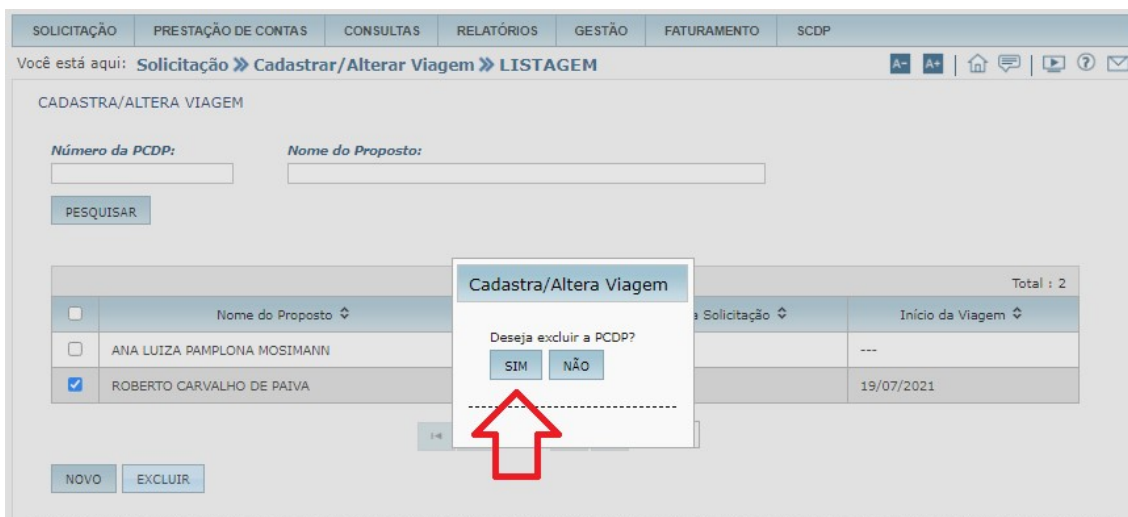 SOLICITAÇÃO PRESTAÇÃO DE CONTAS CONSULTAS RELATÓRIOS GESTÃO FATURAMENTO SCDP
Você está aqui: Solicitação » Cadastrar/Alterar Viagem » LISTAGEM A- A+
CADASTRA/ALTERA VIAGEM
Número da PCDP: Nome do Proposto:
PESQUISAR
Cadastra/Altera Viagem
Total : 2
Nome do Proposto Solicitação Início da Viagem
Deseja excluir a PCDP?
SIM NÃO
ANA LUIZA PAMPLONA MOSIMANN ---
ROBERTO CARVALHO DE PAIVA 19/07/2021
NOVO EXCLUIR